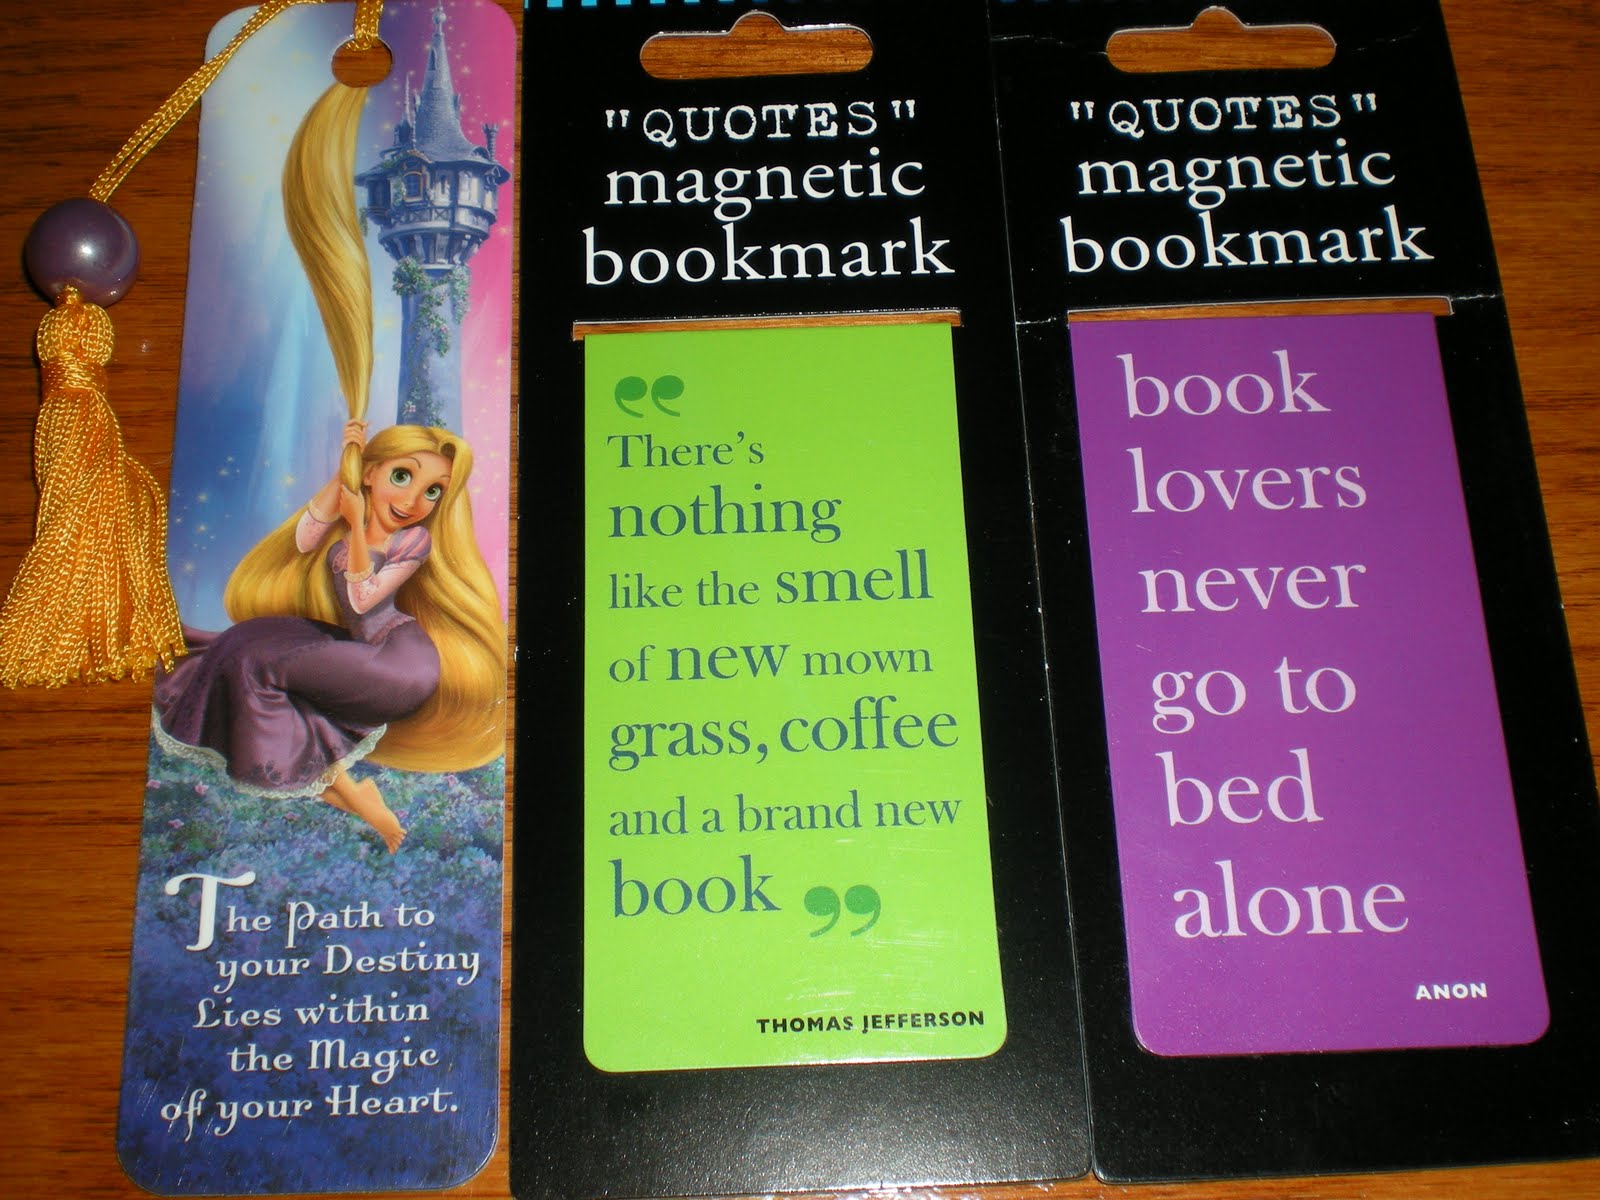 The Path to
your Destiny
Lies within
the Magic
of your Heart.
"QUOTES"
magnetic
bookmark
“
There's
nothing
like the smell
of new mown
grass, coffee
and a brand new
book ”
THOMAS JEFFERSON
"QUOTES"
magnetic
bookmark
book
lovers
never
go to
bed
alone
ANON